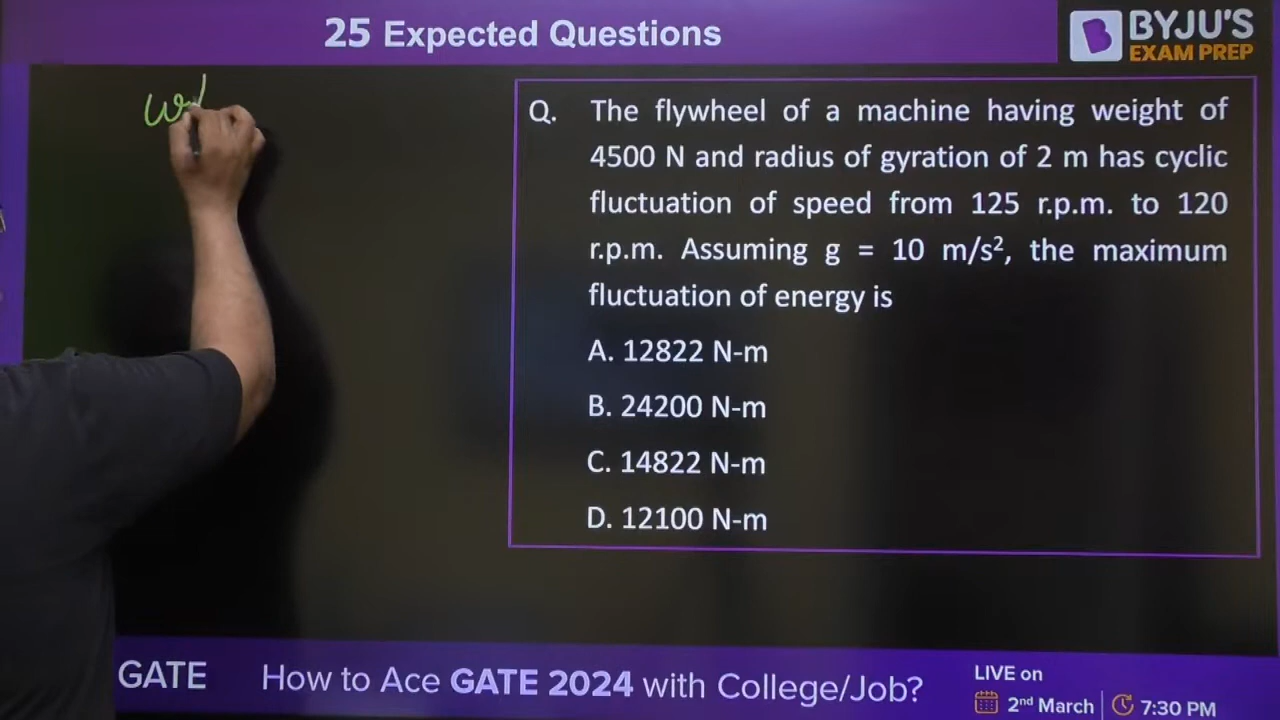 25 Expected Questions
BYJU'S
EXAM PREP
Q. The flywheel of a machine having weight of
4500 N and radius of gyration of 2 m has cyclic
fluctuation of speed from 125 r.p.m. to 120
r.p.m. Assuming g = 10 m/s², the maximum
fluctuation of energy is
A. 12822 N-m
B. 24200 N-m
C. 14822 N-m
D. 12100 N-m
GATE
How to Ace GATE 2024 with College/Job?
LIVE on
2nd March
7:30 PM